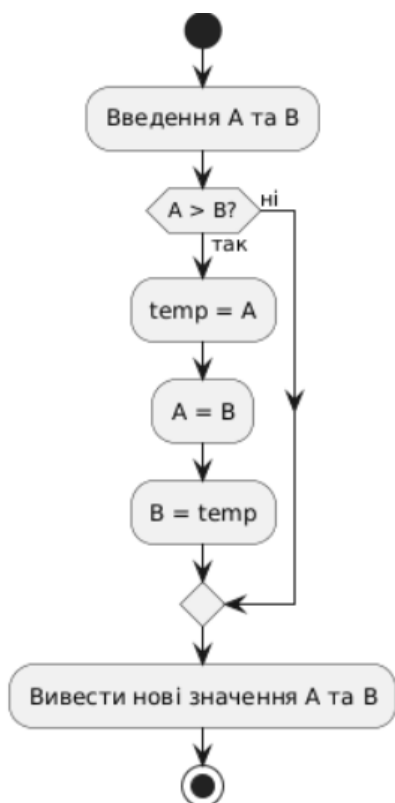 Введення A та B
A > B?
ні
так
temp = A
A = B
B = temp
Вивести нові значення A та B